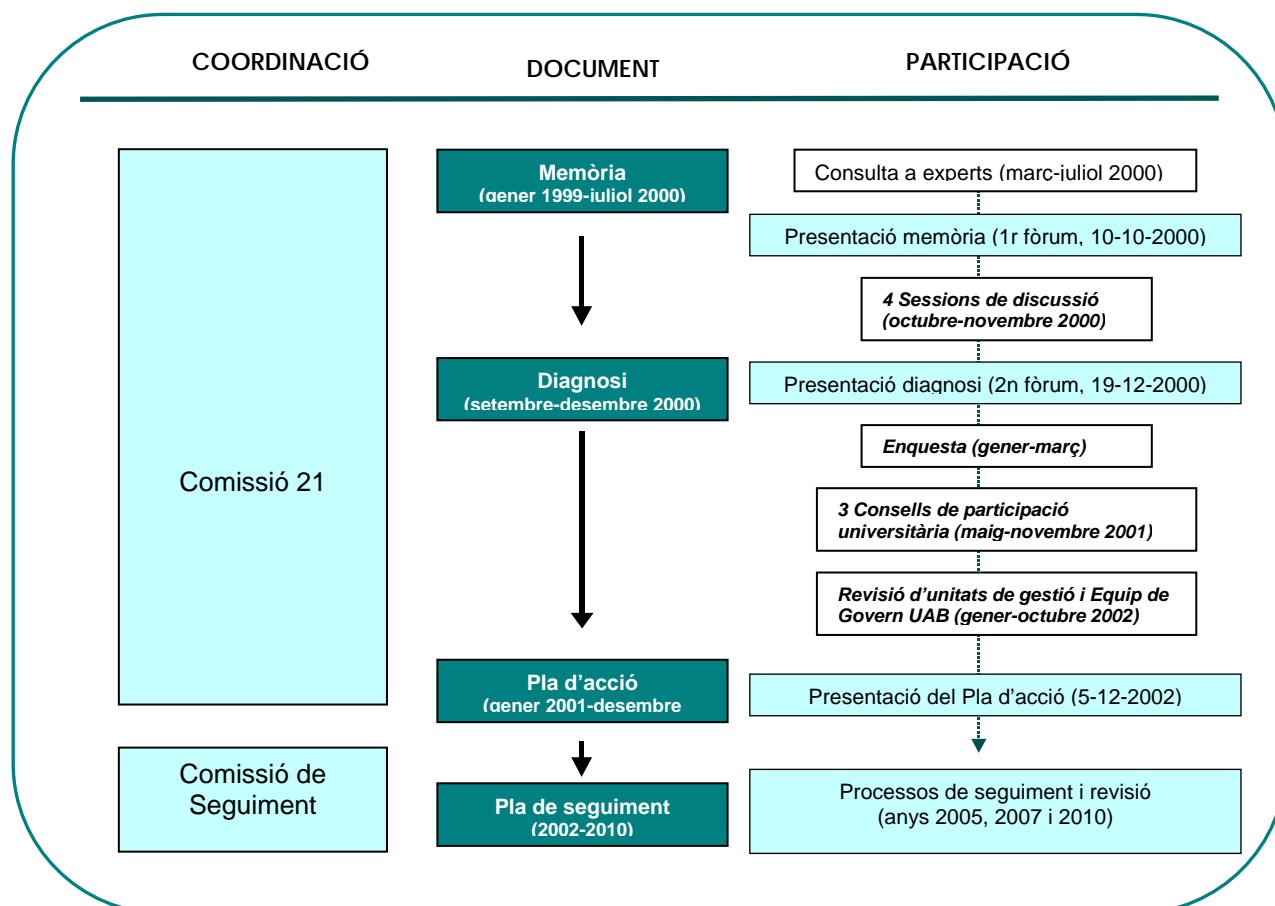 COORDINACIÓ
DOCUMENT
PARTICIPACIÓ
Comissió 21
Comissió de
Seguiment
Memòria
(gener 1999-juliol 2000)
Diagnosi
(setembre-desembre 2000)
Pla d’acció
(gener 2001-desembre
Pla de seguiment
(2002-2010)
Consulta a experts (març-juliol 2000)
Presentació memòria (1r fòrum, 10-10-2000)
4 Sessions de discussió
(octubre-novembre 2000)
Presentació diagnosi (2n fòrum, 19-12-2000)
Enquesta (gener-març)
3 Consells de participació
universitària (maig-novembre 2001)
Revisió d’unitats de gestió i Equip de
Govern UAB (gener-octubre 2002)
Presentació del Pla d’acció (5-12-2002)
Processos de seguiment i revisió
(anys 2005, 2007 i 2010)